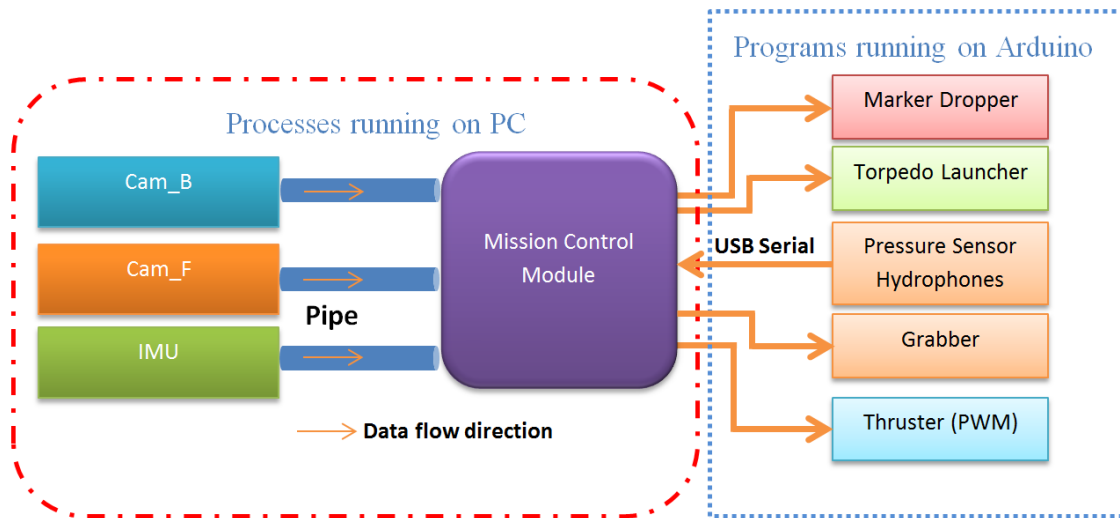 Programs running on Arduino
Processes running on PC
Cam_B
Cam_F
IMU
Pipe
Data flow direction
Mission Control
Module
USB Serial
Marker Dropper
Torpedo Launcher
Pressure Sensor
Hydrophones
Grabber
Thruster (PWM)